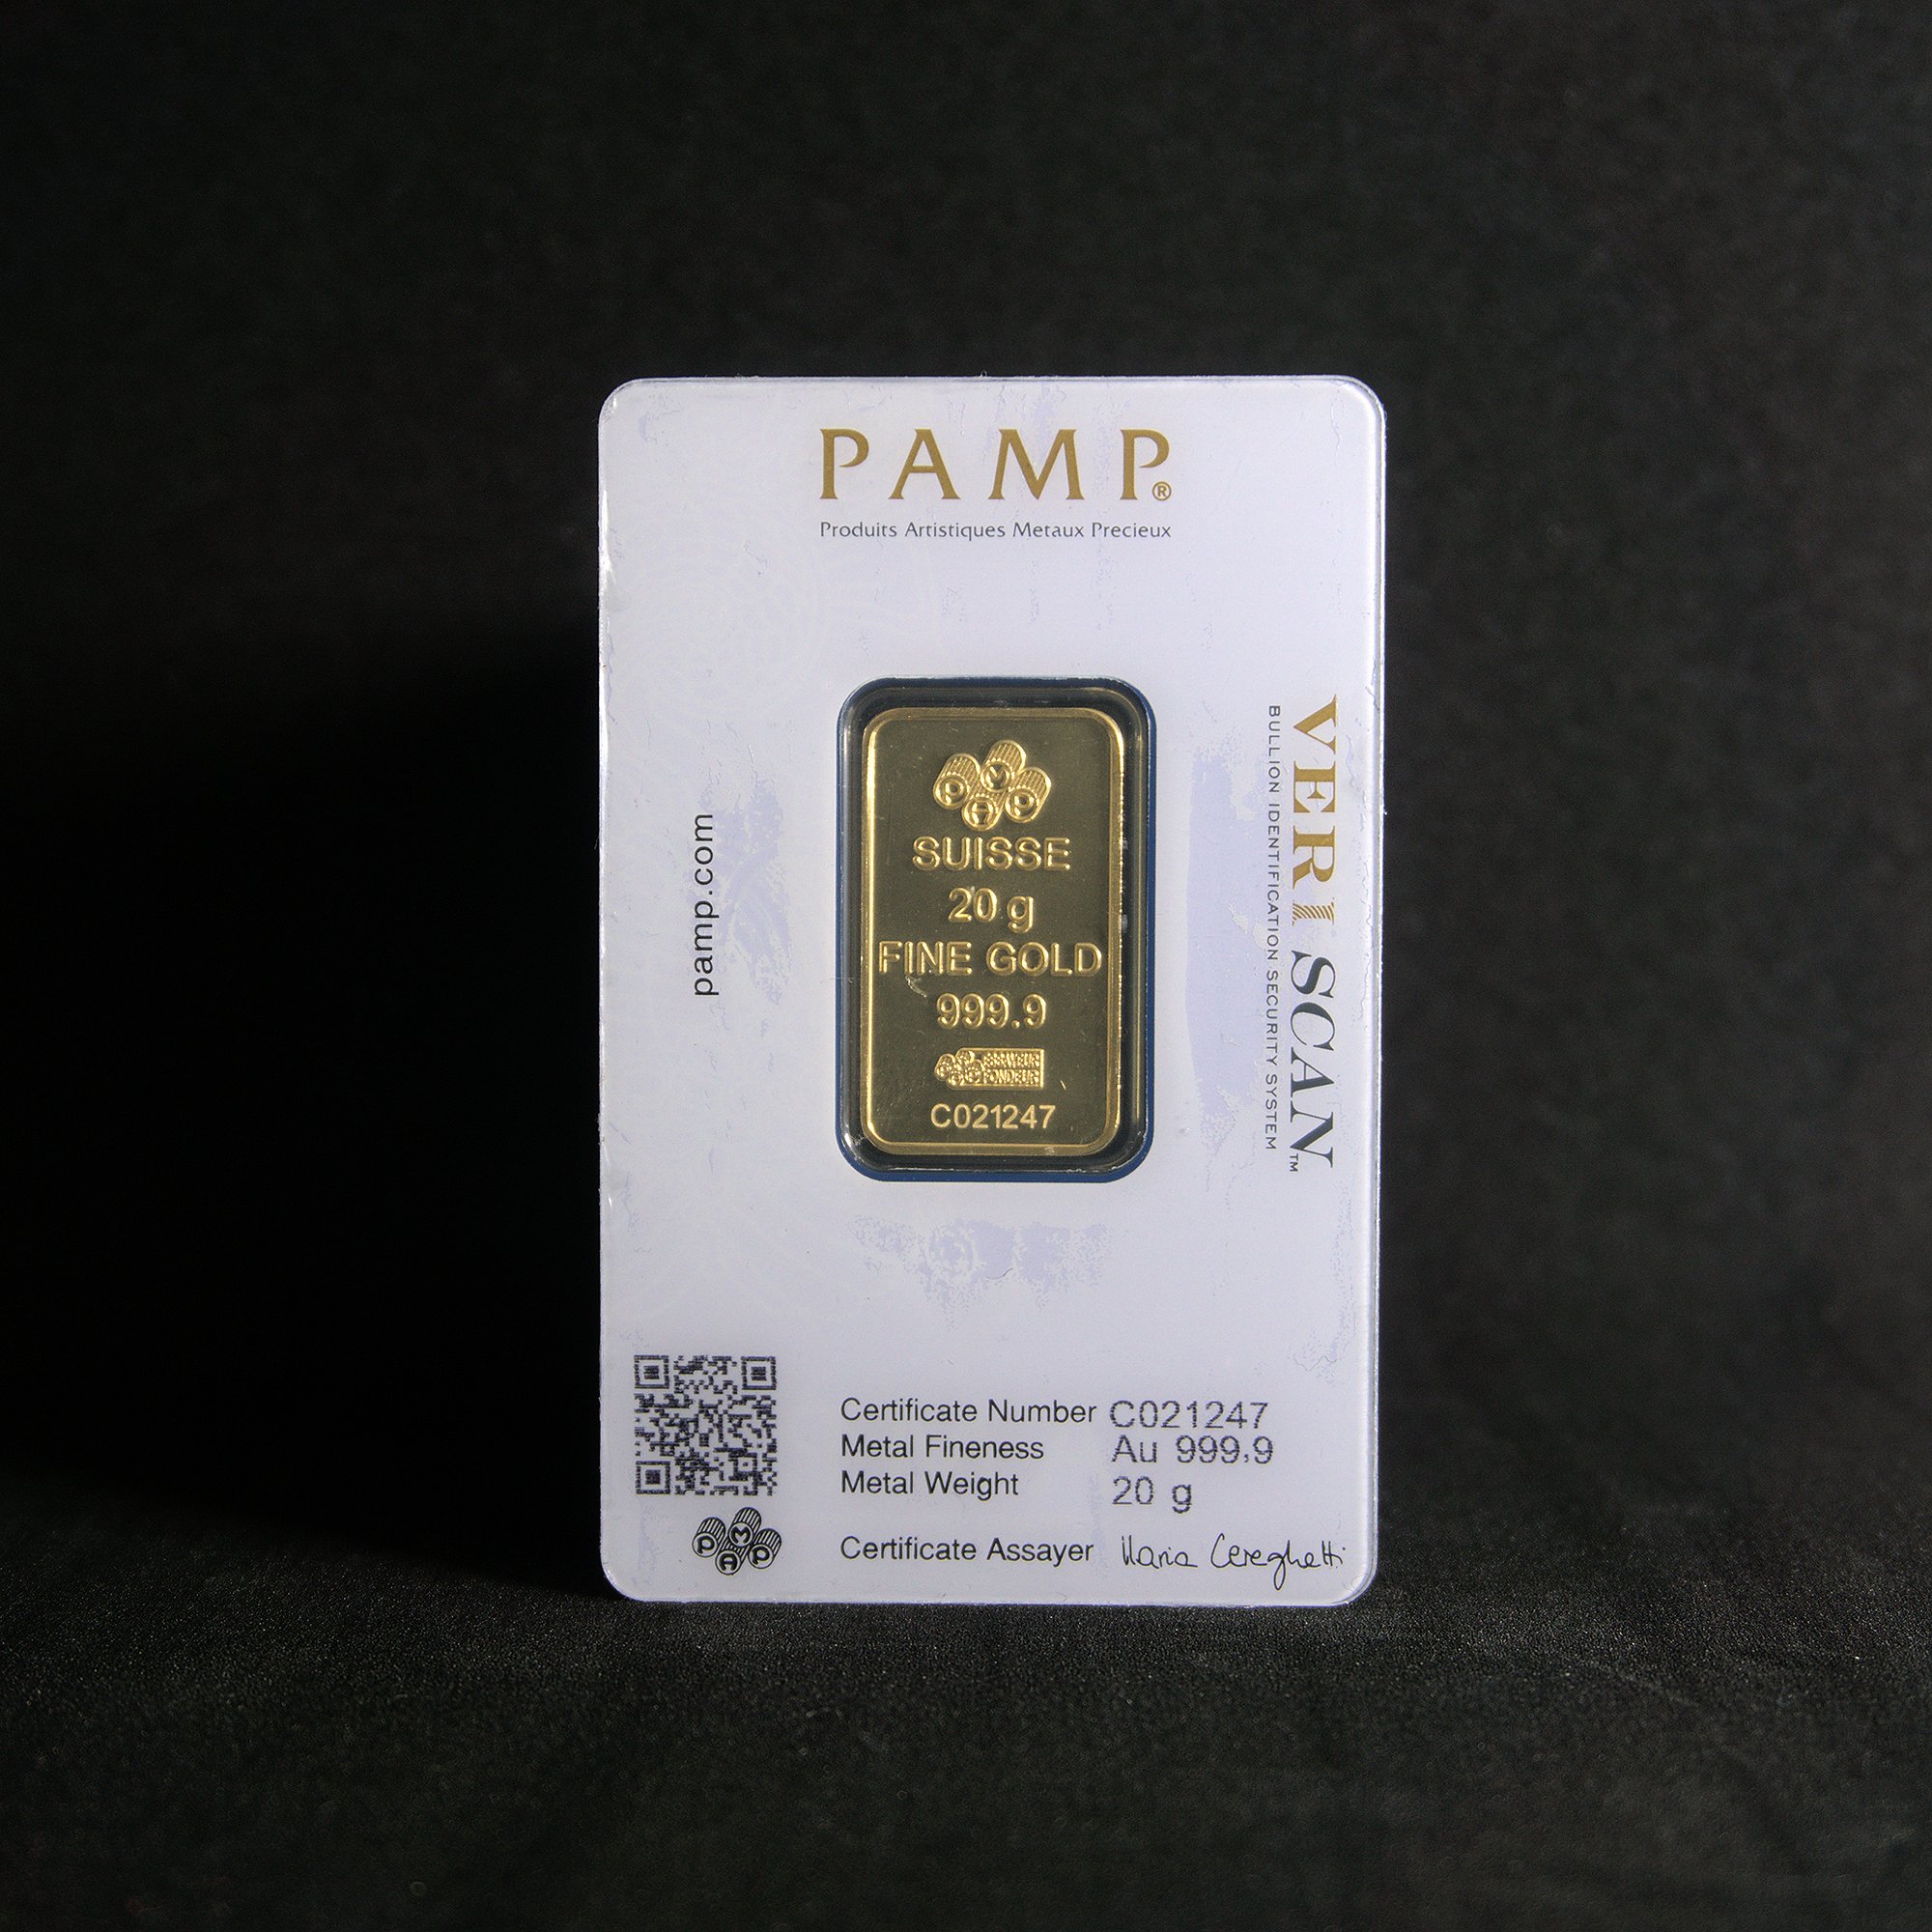 PAMP®
Produits Artistiques Metaux Precieux
pamp.com
P A M P
SUISSE
20 g
FINE GOLD
999.9
ESSAYEUR
FONDEUR
C021247
VERISCAN™
BULLION IDENTIFICATION SECURITY SYSTEM
Certificate Number C021247
Metal Fineness Au 999.9
Metal Weight 20 g
P A M P
Certificate Assayer Ilaria Cereghetti